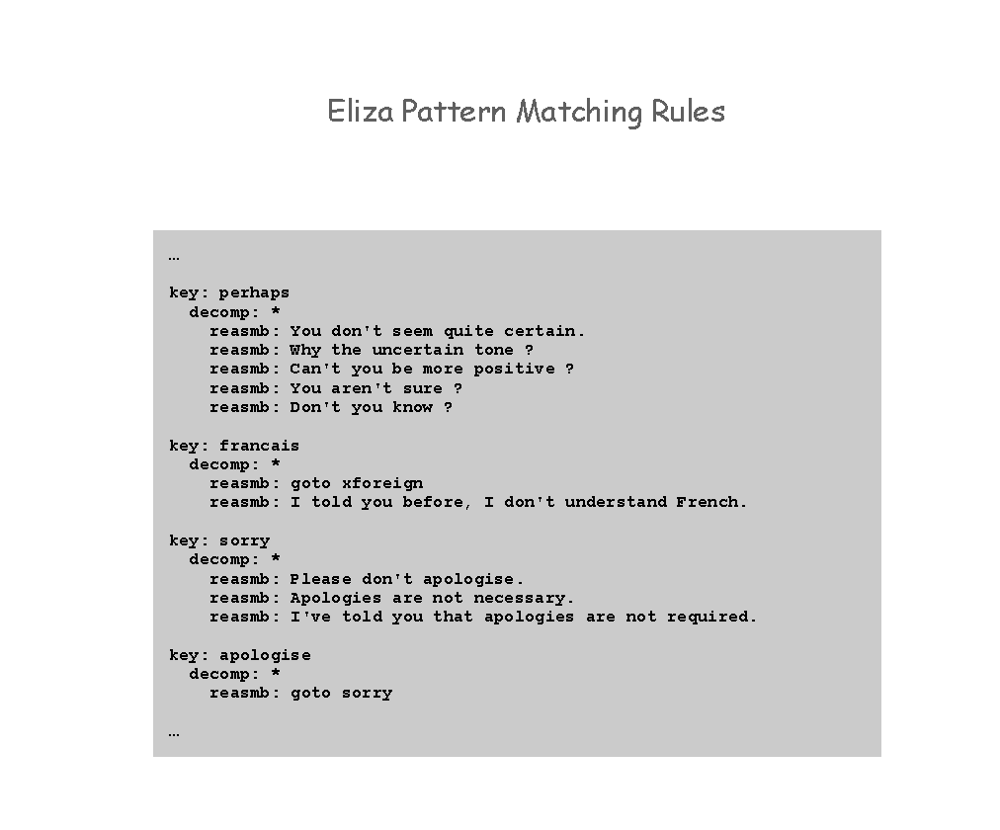 Eliza Pattern Matching Rules
…
key: perhaps
decomp: *
reasmb: You don't seem quite certain.
reasmb: Why the uncertain tone ?
reasmb: Can't you be more positive ?
reasmb: You aren't sure ?
reasmb: Don't you know ?
key: francais
decomp: *
reasmb: goto xforeign
reasmb: I told you before, I don't understand French.
key: sorry
decomp: *
reasmb: Please don't apologise.
reasmb: Apologies are not necessary.
reasmb: I've told you that apologies are not required.
key: apologise
decomp: *
reasmb: goto sorry
…